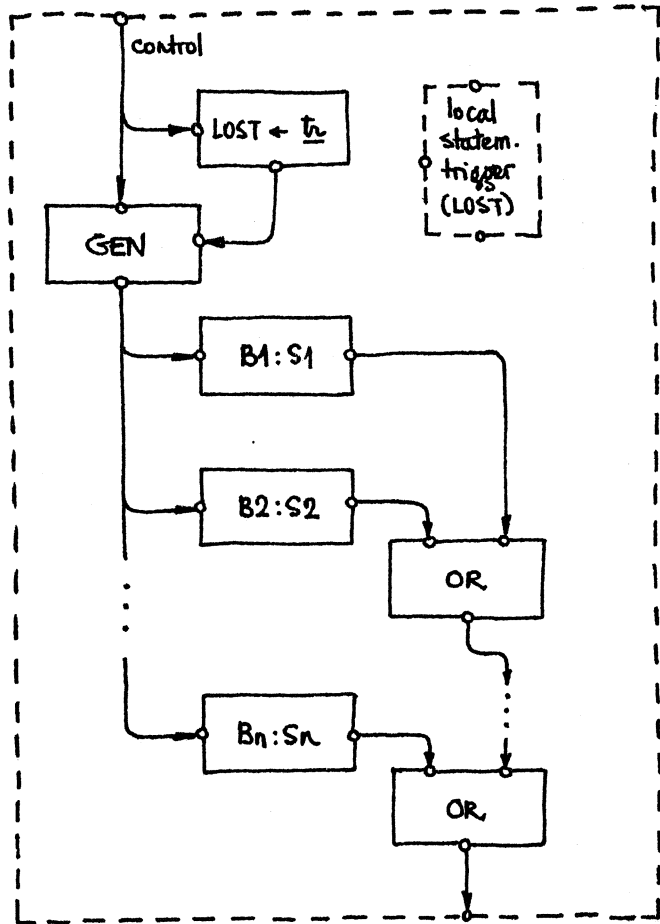 control
LOST ← tr
local
statem.
trigger
(LOST)
GEN
B1:S1
B2:S2
OR
Bn:Sn
OR